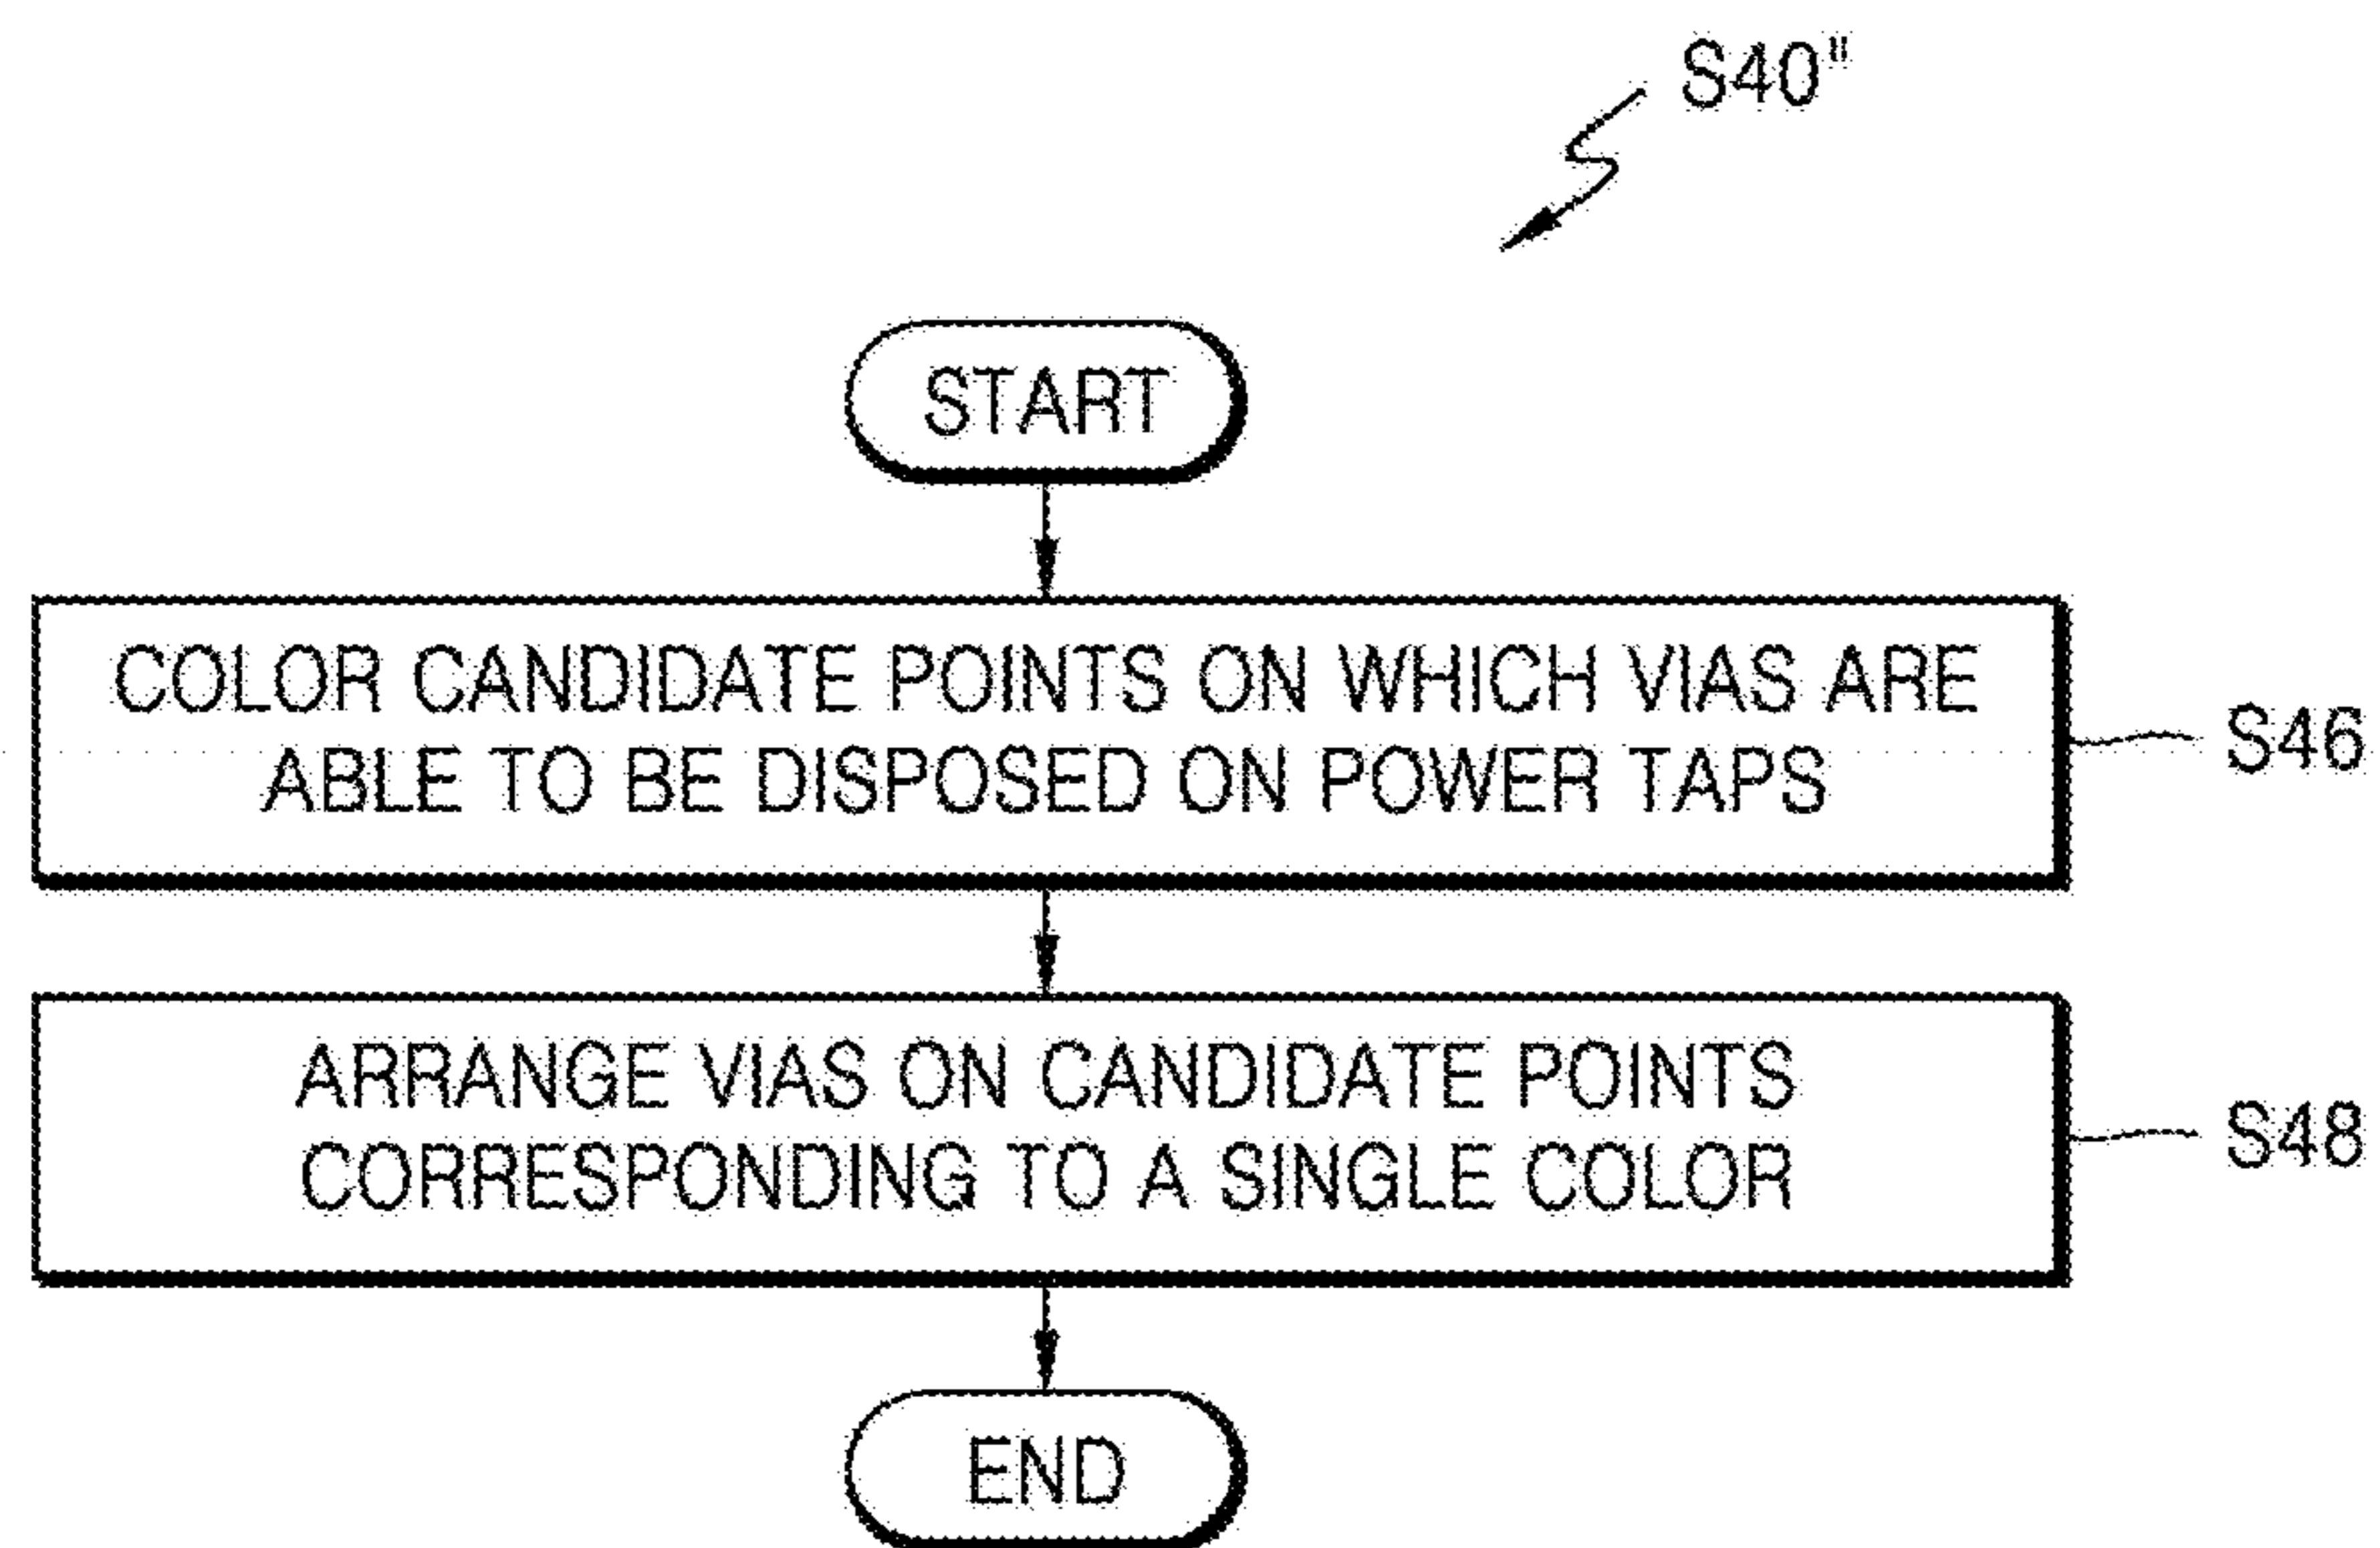 S40"
START
COLOR CANDIDATE POINTS ON WHICH VIAS ARE
ABLE TO BE DISPOSED ON POWER TAPS
S46
ARRANGE VIAS ON CANDIDATE POINTS
CORRESPONDING TO A SINGLE COLOR
S48
END